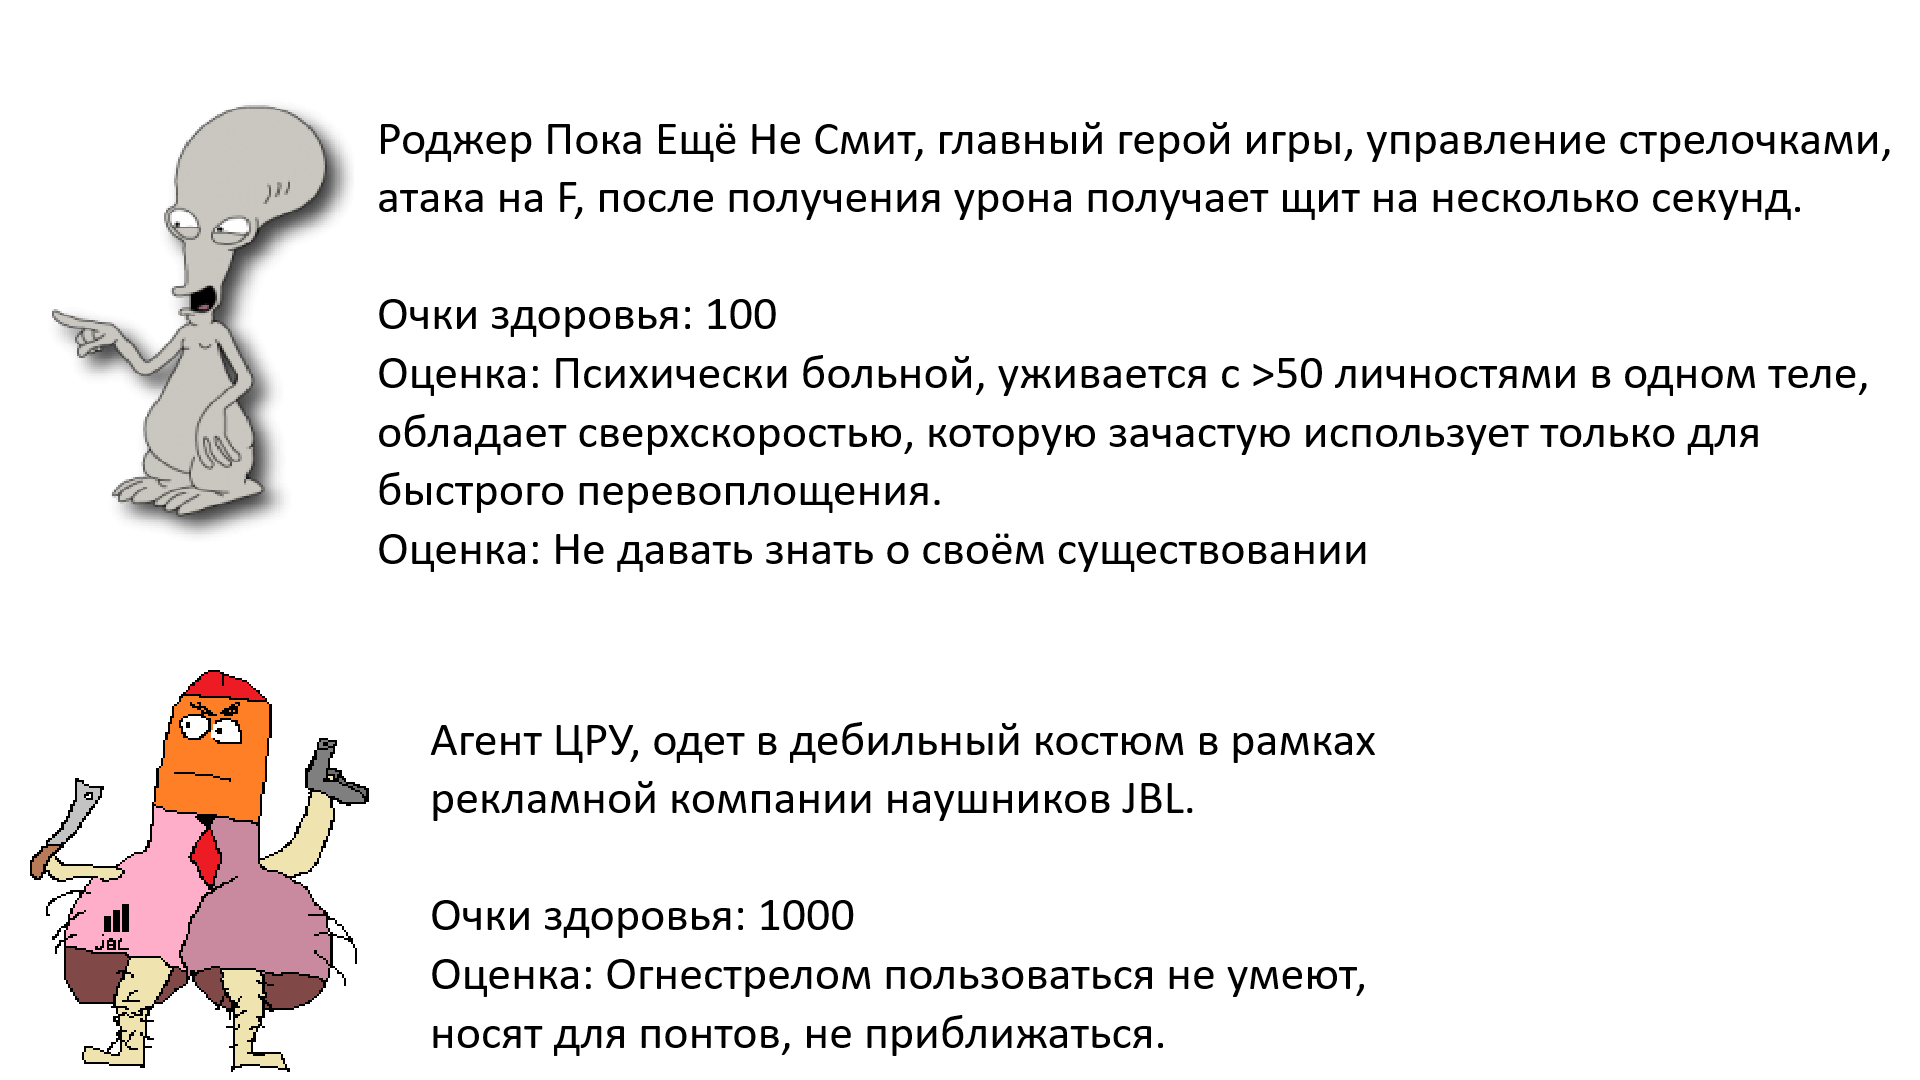 Роджер Пока Ещё Не Смит, главный герой игры, управление стрелочками,
атака на F, после получения урона получает щит на несколько секунд.
Очки здоровья: 100
Оценка: Психически больной, уживается с >50 личностями в одном теле,
обладает сверхскоростью, которую зачастую использует только для
быстрого перевоплощения.
Оценка: Не давать знать о своём существовании
Агент ЦРУ, одет в дебильный костюм в рамках
рекламной компании наушников JBL.
Очки здоровья: 1000
Оценка: Огнестрелом пользоваться не умеют,
носят для понтов, не приближаться.
JBL